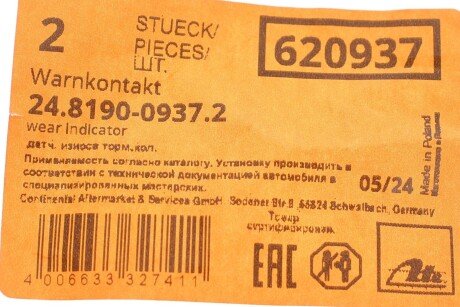 2
STUECK/
PIECES/
ШТ.
620937
Warnkontakt
24.8190-0937.2
wear indicator
датч. износа торм.кол.
Применяемость согласно каталогу. Установку производить в
соответствии с технической документацией автомобиля в
специализированных мастерских.
05/24
Made in Poland
Continental Aftermarket & Services GmbH, Sodener Str.9, 65824 Schwalbach, Germany
Товар
сертифицирован.
4 006633 327411
EAC
Ate